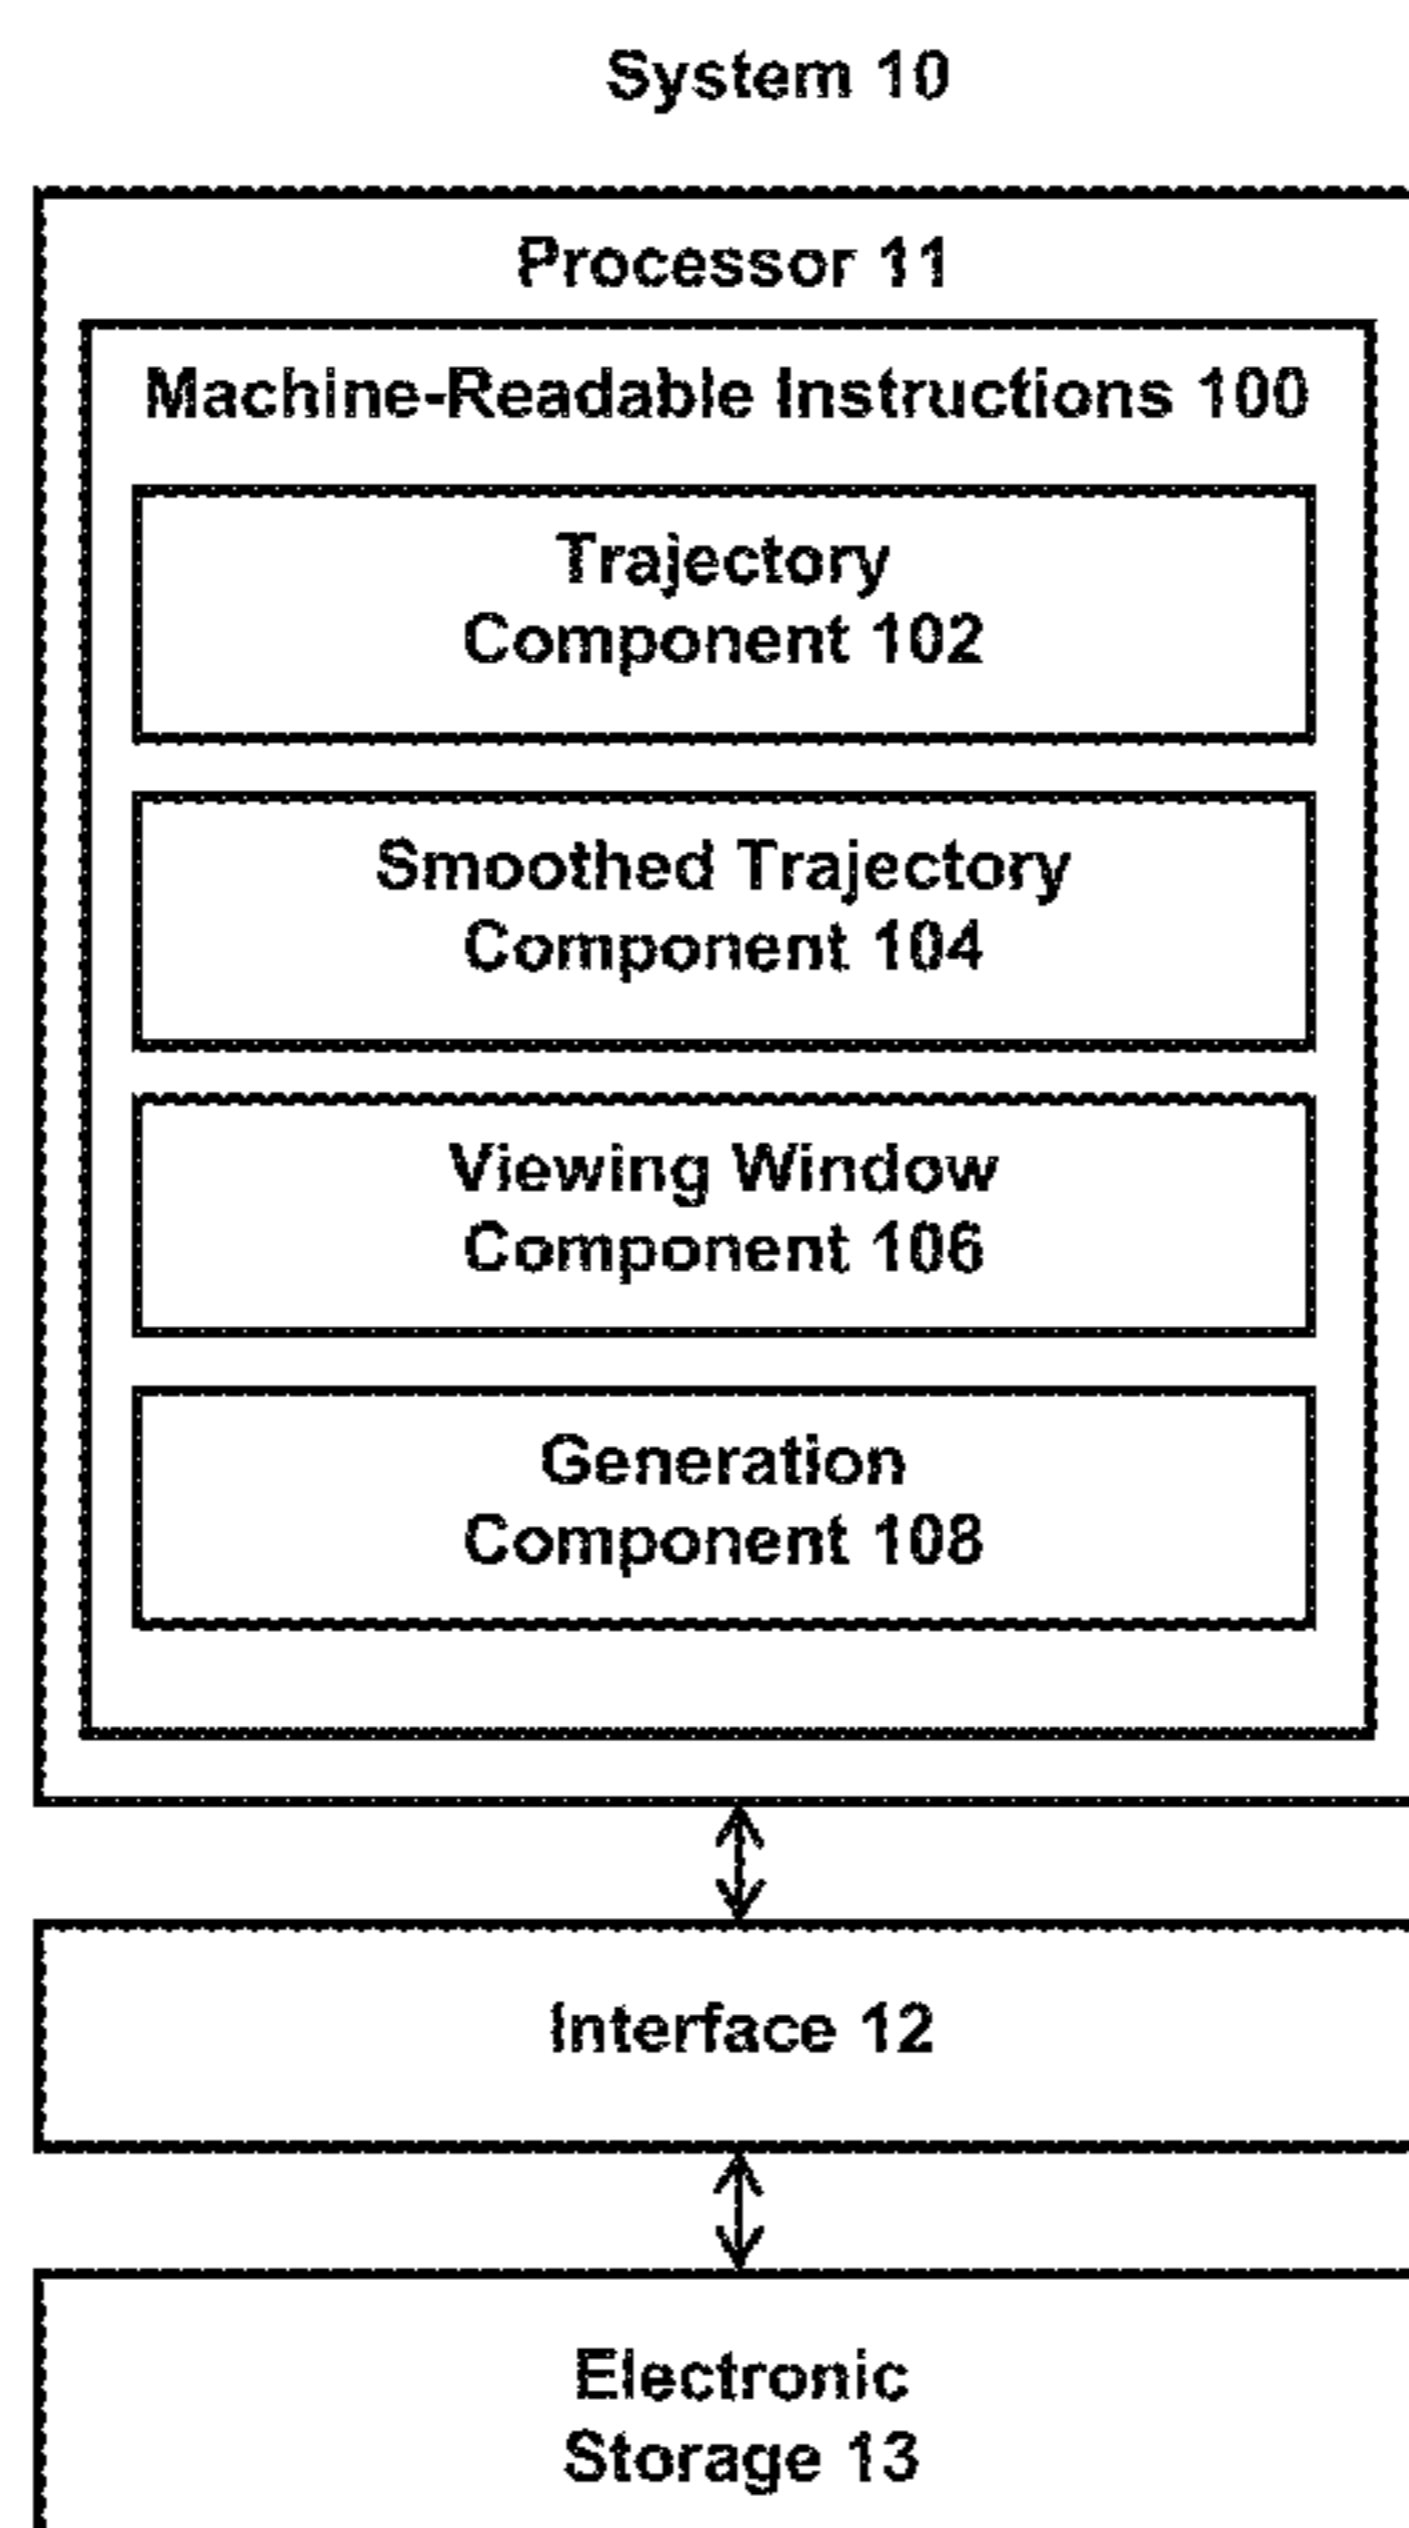 System 10
Processor 11
Machine-Readable Instructions 100
Trajectory
Component 102
Smoothed Trajectory
Component 104
Viewing Window
Component 106
Generation
Component 108
Interface 12
Electronic
Storage 13